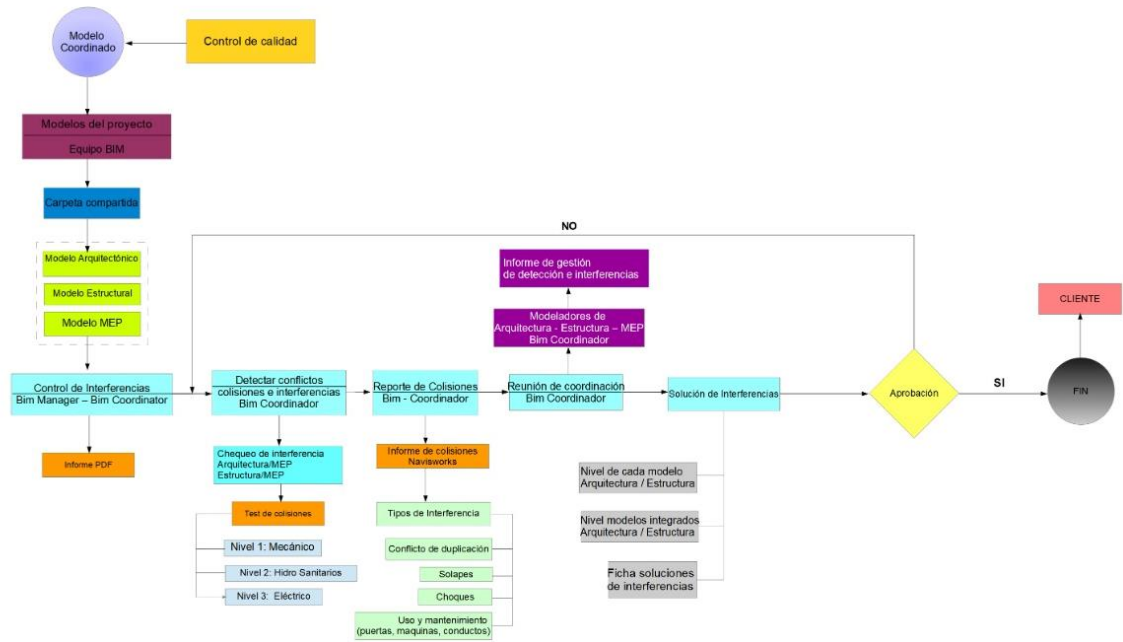 Modelo
Coordinado
Control de calidad
Modelos del proyecto
Equipo BIM
Carpeta compartida
Modelo Arquitectónico
Modelo Estructural
Modelo MEP
NO
Informe de gestión
de detección e interferencias
Modeladores de
Arquitectura - Estructura – MEP
Bim Coordinador
CLIENTE
Control de Interferencias
Bim Manager – Bim Coordinator
Detectar conflictos
colisiones e interferencias
Bim Coordinador
Reporte de Colisiones
Bim - Coordinador
Reunión de coordinación
Bim Coordinador
Solución de Interferencias
Aprobación
SI
FIN
Informe PDF
Chequeo de interferencia
Arquitectura/MEP
Estructura/MEP
Informe de colisiones
Navisworks
Nivel de cada modelo
Arquitectura / Estructura
Test de colisiones
Tipos de Interferencia
Nivel modelos integrados
Arquitectura / Estructura
Nivel 1: Mecánico
Conflicto de duplicación
Nivel 2: Hidro Sanitarios
Solapes
Ficha soluciones
de interferencias
Nivel 3: Eléctrico
Choques
Uso y mantenimiento
(puertas, maquinas, conductos)